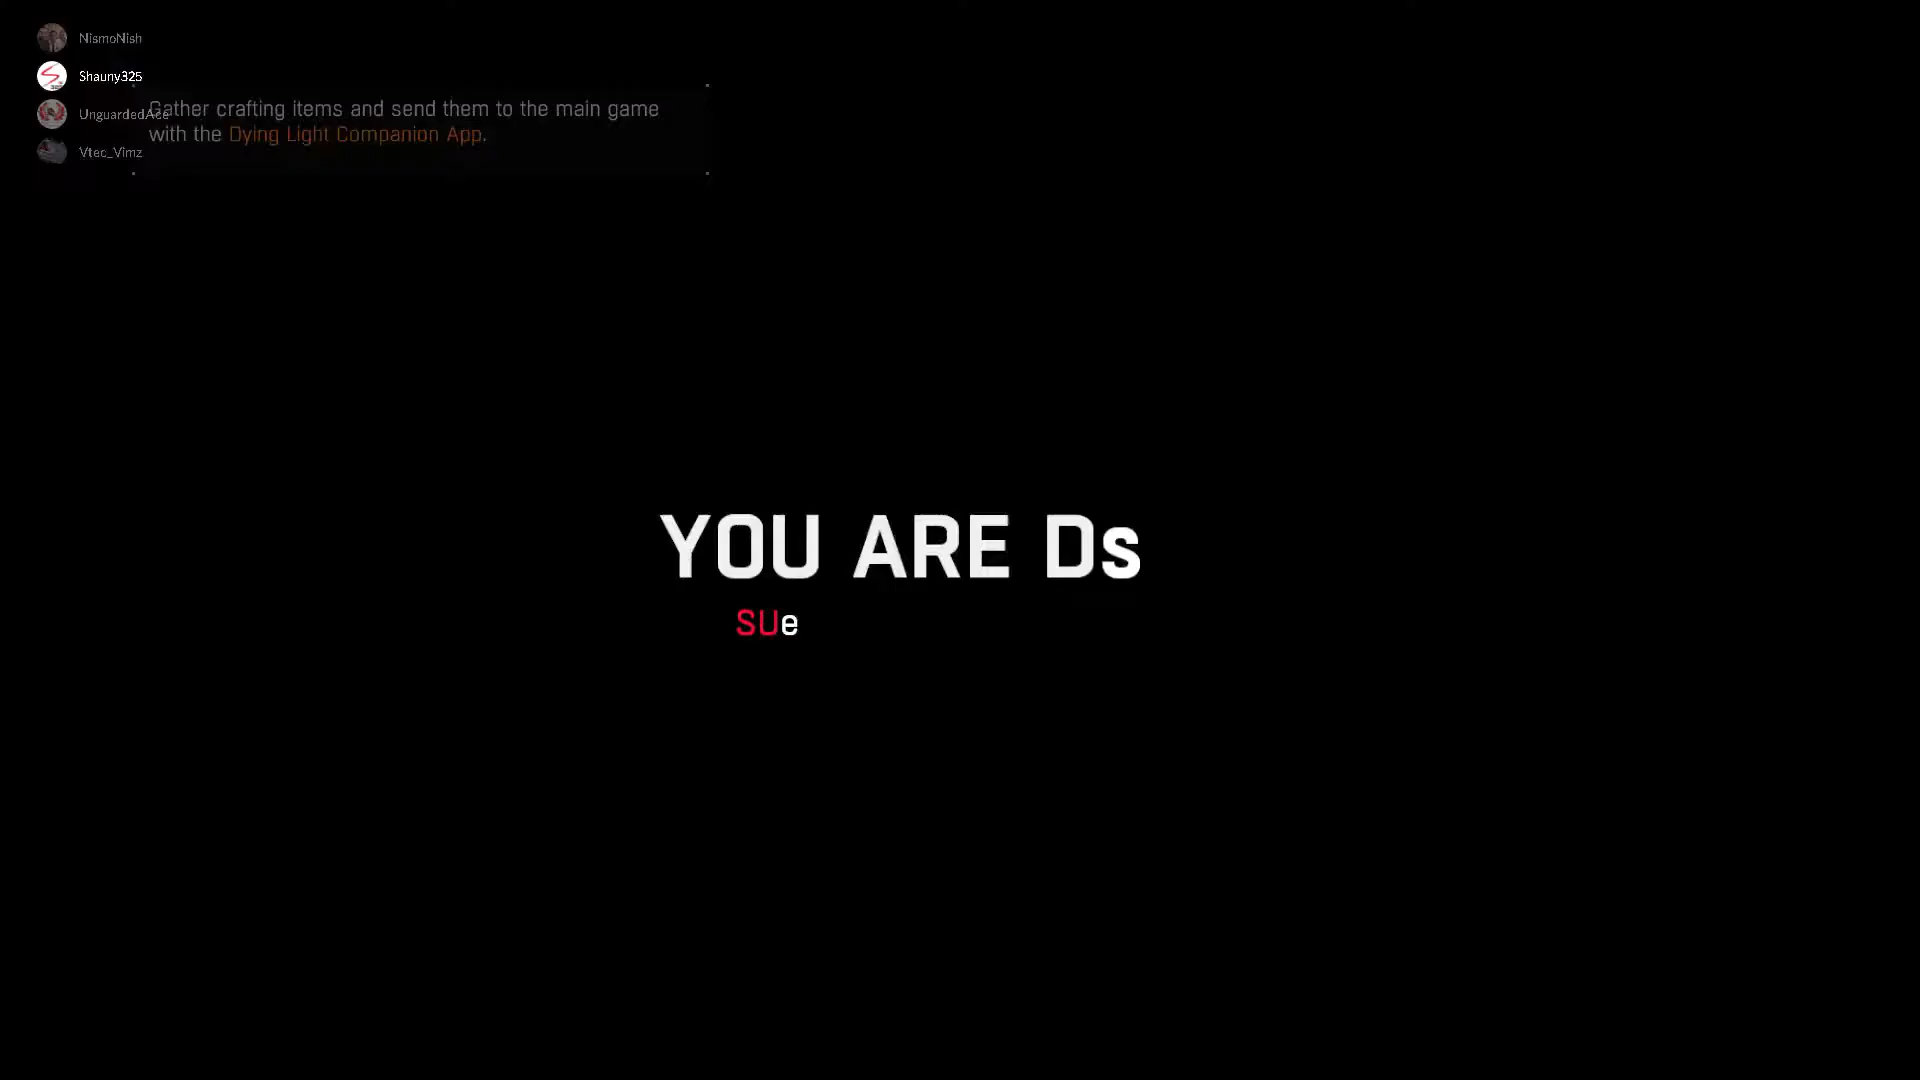 NismoNish
Shauny325
Gather crafting items and send them to the main game
UnguardedAce
with the Dying Light Companion App.
Vtec_Vimz
YOU ARE Ds
SUe